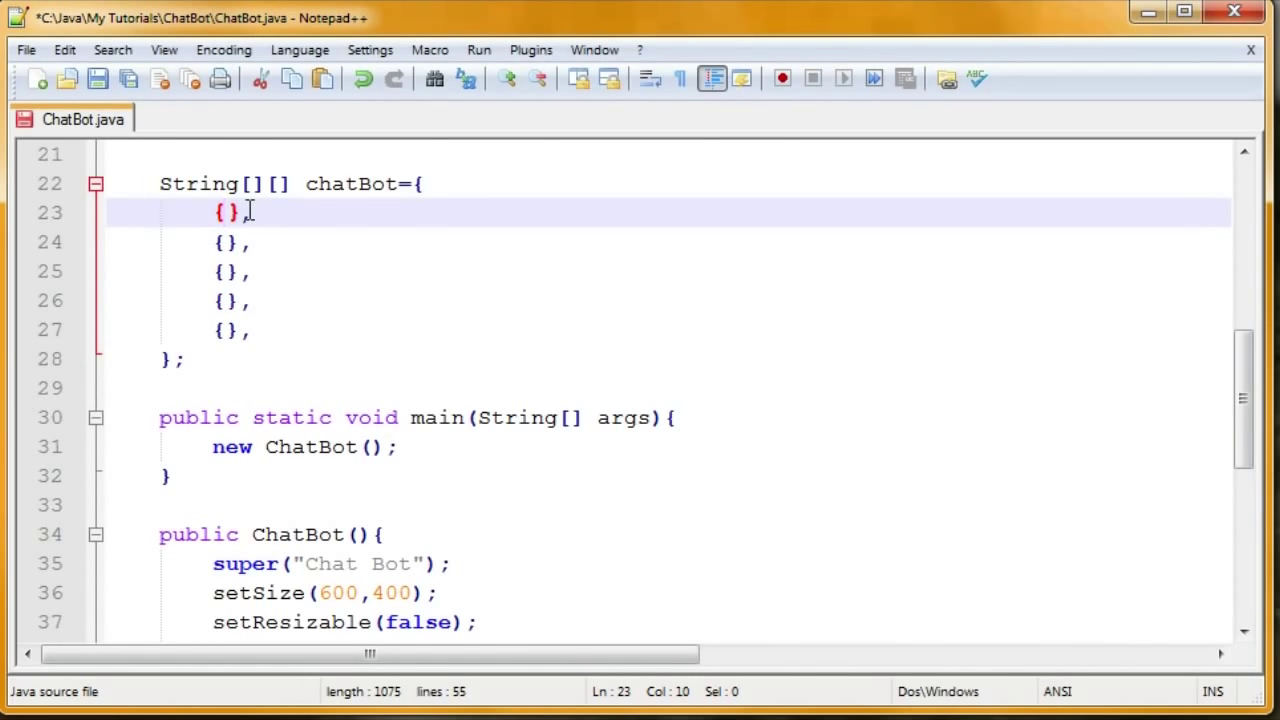 *C:\Java\My Tutorials\ChatBot\ChatBot.java - Notepad++
File Edit Search View Encoding Language Settings Macro Run Plugins Window ? X
ABC
ChatBot.java
21
22 String[][] chatBot={
23 {},
24 {},
25 {},
26 {},
27 {},
28 };
29
30 public static void main(String[] args){
31 new ChatBot();
32 }
33
34 public ChatBot(){
35 super("Chat Bot");
36 setSize(600,400);
37 setResizable(false);
Java source file length : 1075 lines : 55 Ln : 23 Col : 10 Sel : 0 Dos\Windows ANSI INS